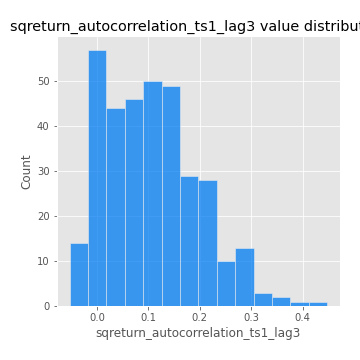 sqreturn_autocorrelation_ts1_lag3 value distribut
50
40
30
20
10
0
Count
0.0 0.1 0.2 0.3 0.4
sqreturn_autocorrelation_ts1_lag3